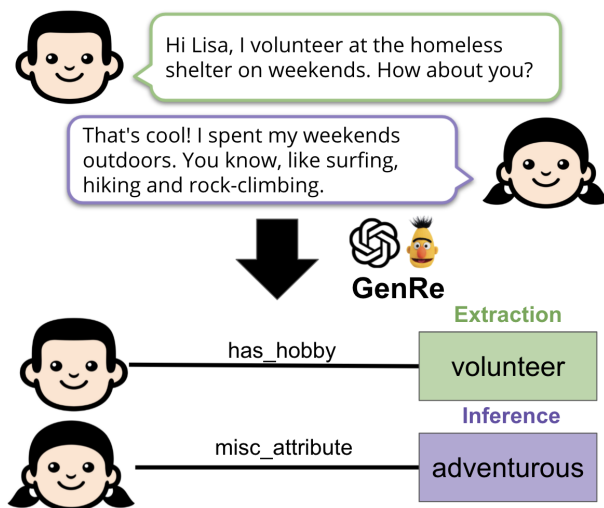 Hi Lisa, I volunteer at the homeless
shelter on weekends. How about you?
That's cool! I spent my weekends
outdoors. You know, like surfing,
hiking and rock-climbing.
GenRe
Extraction
has_hobby
volunteer
Inference
misc_attribute
adventurous